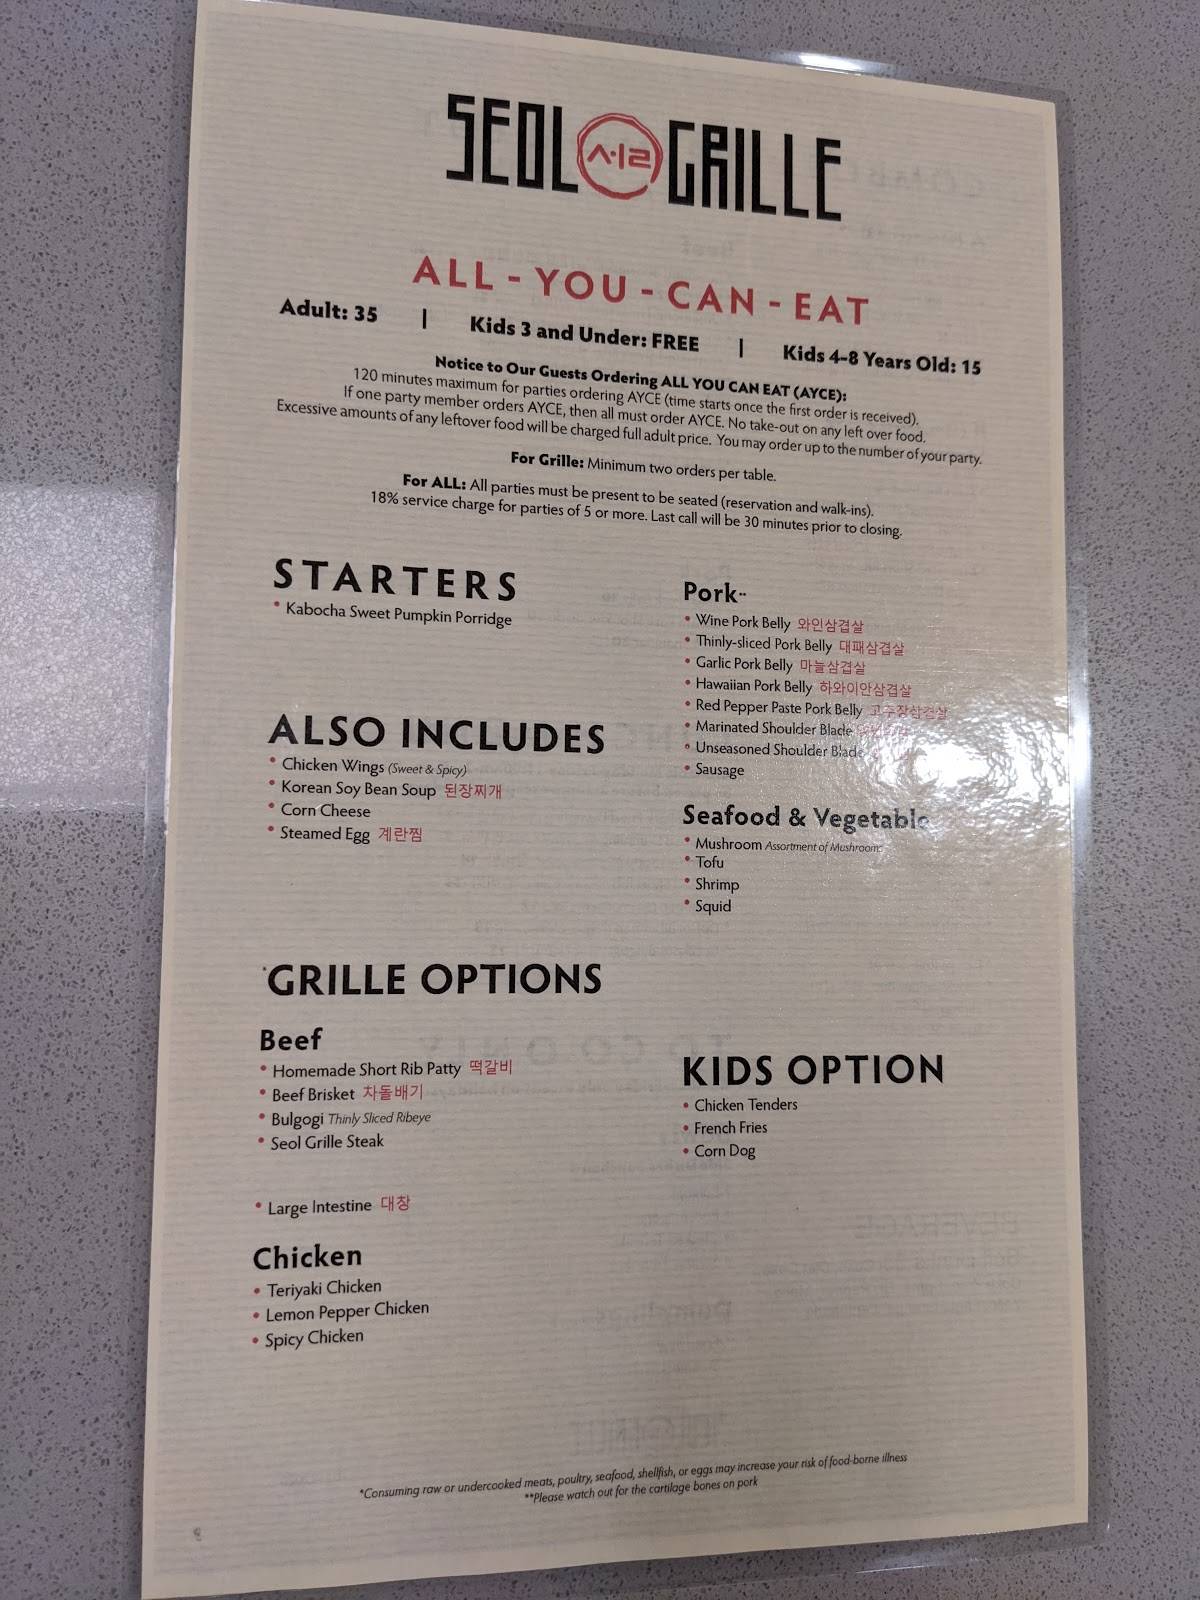 SEOL 서리 GRILLE
ALL - YOU - CAN - EAT
Adult: 35 | Kids 3 and Under: FREE | Kids 4-8 Years Old: 15
Notice to Our Guests Ordering ALL YOU CAN EAT (AYCE):
120 minutes maximum for parties ordering AYCE (time starts once the first order is received).
If one party member orders AYCE, then all must order AYCE. No take-out on any left over food.
Excessive amounts of any leftover food will be charged full adult price. You may order up to the number of your party.
For Grille: Minimum two orders per table.
For ALL: All parties must be present to be seated (reservation and walk-ins).
18% service charge for parties of 5 or more. Last call will be 30 minutes prior to closing.
STARTERS
• Kabocha Sweet Pumpkin Porridge
ALSO INCLUDES
• Chicken Wings (Sweet & Spicy)
• Korean Soy Bean Soup 된장찌개
• Corn Cheese
• Steamed Egg 계란찜
*GRILLE OPTIONS
Beef
• Homemade Short Rib Patty 떡갈비
• Beef Brisket 차돌배기
• Bulgogi Thinly Sliced Ribeye
• Seol Grille Steak
• Large Intestine 대창
Chicken
• Teriyaki Chicken
• Lemon Pepper Chicken
• Spicy Chicken
Pork**
• Wine Pork Belly 와인삼겹살
• Thinly-sliced Pork Belly 대패삼겹살
• Garlic Pork Belly 마늘삼겹살
• Hawaiian Pork Belly 하와이안삼겹살
• Red Pepper Paste Pork Belly 고추장삼겹살
• Marinated Shoulder Blade
• Unseasoned Shoulder Blade
• Sausage
Seafood & Vegetable
• Mushroom Assortment of Mushrooms
• Tofu
• Shrimp
• Squid
KIDS OPTION
• Chicken Tenders
• French Fries
• Corn Dog
*Consuming raw or undercooked meats, poultry, seafood, shellfish, or eggs may increase your risk of food-borne illness
**Please watch out for the cartilage bones on pork